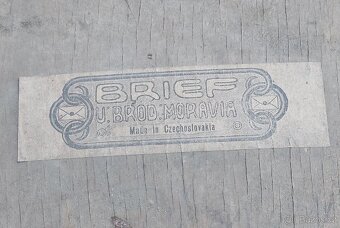 BRIEF
U. BROD. MORAVIA
Made in Czechoslovakia